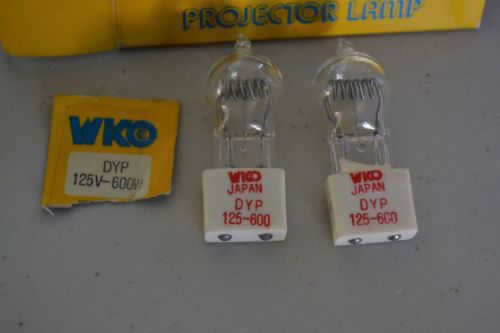 PROJECTOR LAMP
WKO
DYP
125V-600W
WKO
JAPAN
DYP
125-600
WKO
JAPAN
DYP
125-600